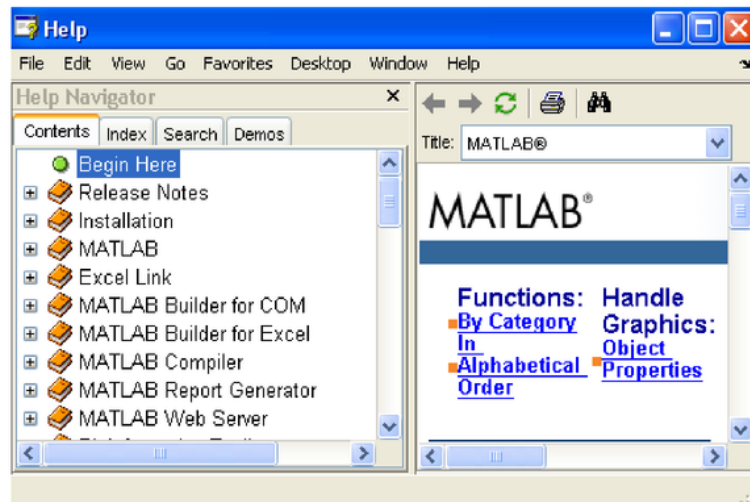 Help
File Edit View Go Favorites Desktop Window Help
Help Navigator
Contents Index Search Demos
Begin Here
Release Notes
Installation
MATLAB
Excel Link
MATLAB Builder for COM
MATLAB Builder for Excel
MATLAB Compiler
MATLAB Report Generator
MATLAB Web Server
Title: MATLAB®
MATLAB®
Functions:
By Category
In
Alphabetical
Order
Handle
Graphics:
Object
Properties